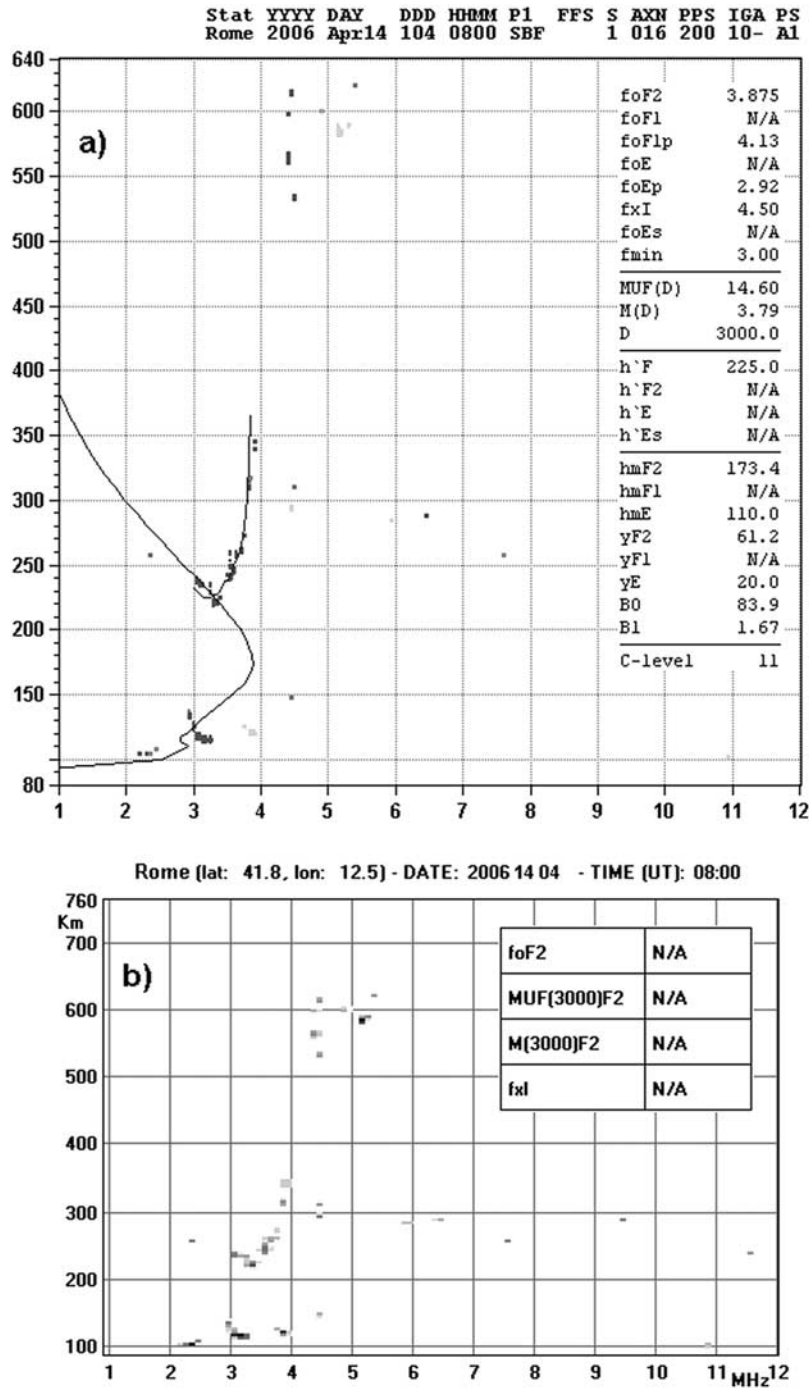 Stat YYYY DAY DDD HHMM P1 FFS S AXN PPS IGA PS
Rome 2006 Apr14 104 0800 SBF 1 016 200 10- A1
640
600
550
500
450
400
350
300
250
200
150
80
a)
foF2 3.875
foF1 N/A
foF1p 4.13
foE N/A
foEp 2.92
fxI 4.50
foEs N/A
fmin 3.00
MUF(D) 14.60
M(D) 3.79
D 3000.0
h`F 225.0
h`F2 N/A
h`E N/A
h`Es N/A
hmF2 173.4
hmF1 N/A
hmE 110.0
yF2 61.2
yF1 N/A
yE 20.0
B0 83.9
B1 1.67
C-level 11
1 2 3 4 5 6 7 8 9 10 11 12
Rome (lat: 41.8, lon: 12.5) - DATE: 2006 14 04 - TIME (UT): 08:00
760
Km
700
600
500
400
300
200
100
b)
foF2 N/A
MUF(3000)F2 N/A
M(3000)F2 N/A
fxI N/A
1 2 3 4 5 6 7 8 9 10 11 MHz 12